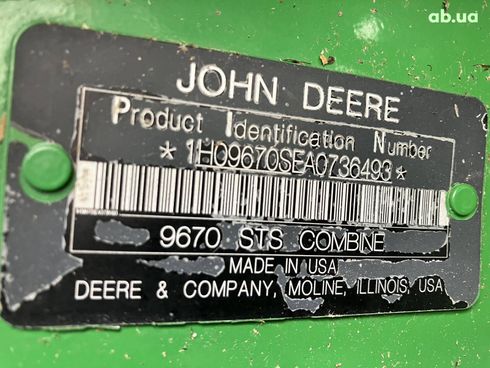 ab.ua
JOHN DEERE
Product Identification Number
*1H09670SEA0736493*
9670 STS COMBINE
MADE IN USA
DEERE & COMPANY, MOLINE, ILLINOIS, USA